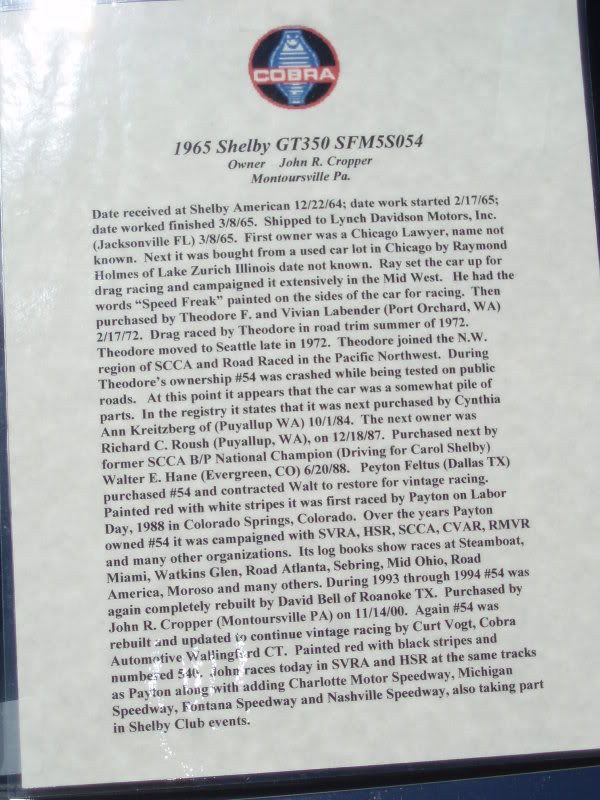 COBRA
1965 Shelby GT350 SFM5S054
Owner John R. Cropper
Montoursville Pa.
Date received at Shelby American 12/22/64; date work started 2/17/65;
date worked finished 3/8/65. Shipped to Lynch Davidson Motors, Inc.
(Jacksonville FL) 3/8/65. First owner was a Chicago Lawyer, name not
known. Next it was bought from a used car lot in Chicago by Raymond
Holmes of Lake Zurich Illinois date not known. Ray set the car up for
drag racing and campaigned it extensively in the Mid West. He had the
words “Speed Freak” painted on the sides of the car for racing. Then
purchased by Theodore F. and Vivian Labender (Port Orchard, WA)
2/17/72. Drag raced by Theodore in road trim summer of 1972.
Theodore moved to Seattle late in 1972. Theodore joined the N.W.
region of SCCA and Road Raced in the Pacific Northwest. During
Theodore’s ownership #54 was crashed while being tested on public
roads. At this point it appears that the car was a somewhat pile of
parts. In the registry it states that it was next purchased by Cynthia
Ann Kreitzberg of (Puyallup WA) 10/1/84. The next owner was
Richard C. Roush (Puyallup, WA), on 12/18/87. Purchased next by
former SCCA B/P National Champion (Driving for Carol Shelby)
Walter E. Hane (Evergreen, CO) 6/20/88. Peyton Feltus (Dallas TX)
purchased #54 and contracted Walt to restore for vintage racing.
Painted red with white stripes it was first raced by Payton on Labor
Day, 1988 in Colorado Springs, Colorado. Over the years Payton
owned #54 it was campaigned with SVRA, HSR, SCCA, CVAR, RMVR
and many other organizations. Its log books show races at Steamboat,
Miami, Watkins Glen, Road Atlanta, Sebring, Mid Ohio, Road
America, Moroso and many others. During 1993 through 1994 #54 was
again completely rebuilt by David Bell of Roanoke TX. Purchased by
John R. Cropper (Montoursville PA) on 11/14/00. Again #54 was
rebuilt and updated to continue vintage racing by Curt Vogt, Cobra
Automotive Wallingford CT. Painted red with black stripes and
numbered 540. John races today in SVRA and HSR at the same tracks
as Payton along with adding Charlotte Motor Speedway, Michigan
Speedway, Fontana Speedway and Nashville Speedway, also taking part
in Shelby Club events.